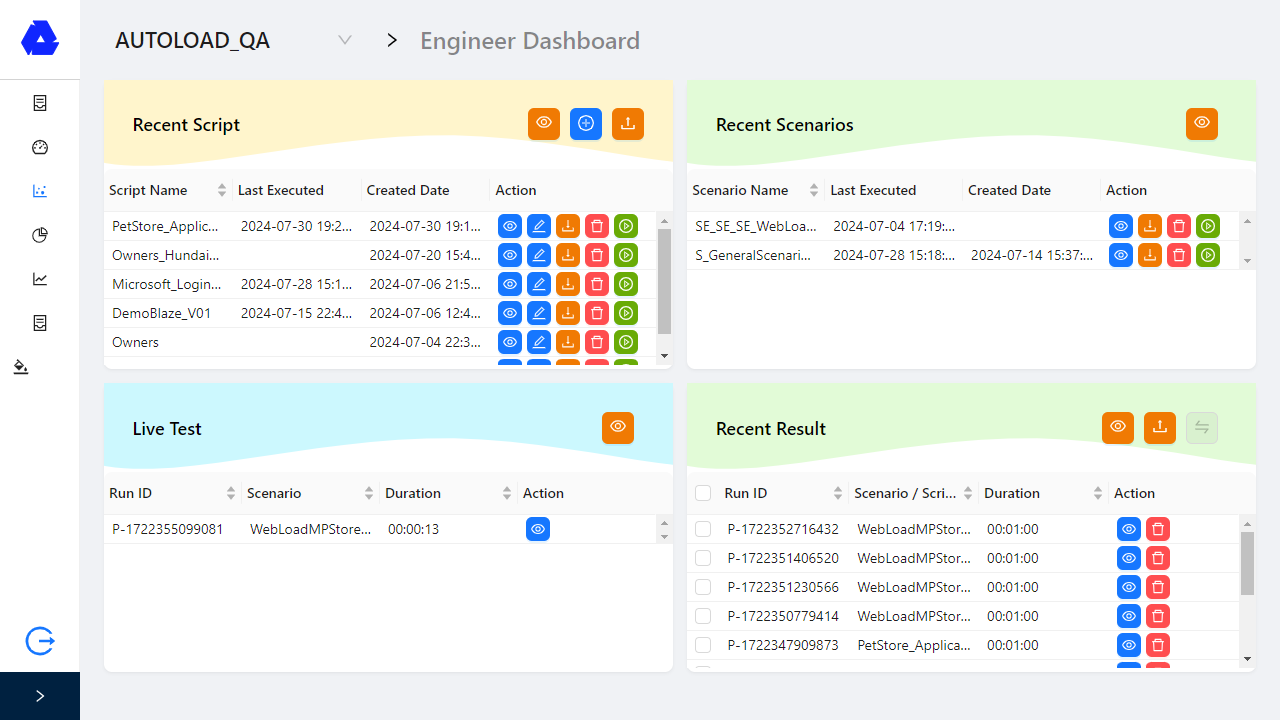 AUTOLOAD_QA > Engineer Dashboard
Recent Script
Script Name Last Executed Created Date Action
PetStore_Applic... 2024-07-30 19:2... 2024-07-30 19:1...
Owners_Hundai... 2024-07-20 15:4...
Microsoft_Login... 2024-07-28 15:1... 2024-07-06 21:5...
DemoBlaze_V01 2024-07-15 22:4... 2024-07-06 12:4...
Owners 2024-07-04 22:3...
Recent Scenarios
Scenario Name Last Executed Created Date Action
SE_SE_SE_WebLoa... 2024-07-04 17:19:...
S_GeneralScenari... 2024-07-28 15:18:... 2024-07-14 15:37:...
Live Test
Run ID Scenario Duration Action
P-1722355099081 WebLoadMPStore... 00:00:13
Recent Result
Run ID Scenario / Scri... Duration Action
P-1722352716432 WebLoadMPStor... 00:01:00
P-1722351406520 WebLoadMPStor... 00:01:00
P-1722351230566 WebLoadMPStor... 00:01:00
P-1722350779414 WebLoadMPStor... 00:01:00
P-1722347909873 PetStore_Applica... 00:01:00